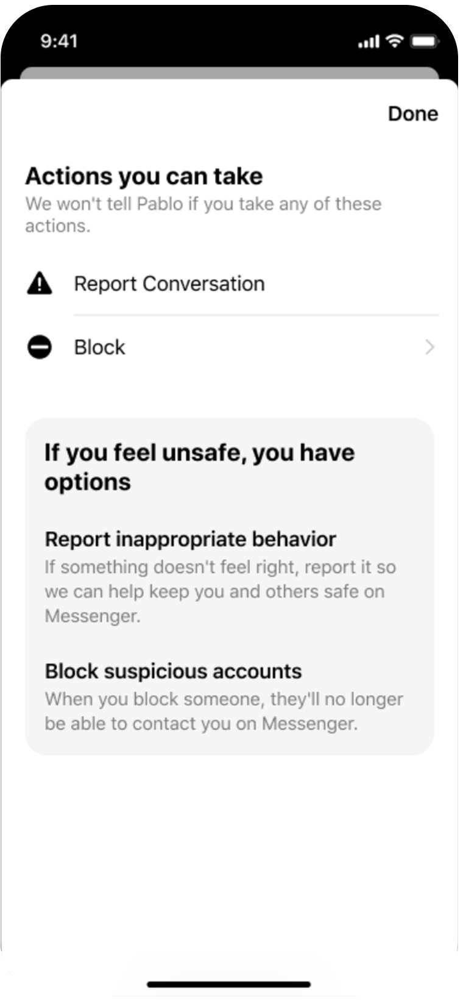 9:41
Done
Actions you can take
We won't tell Pablo if you take any of these
actions.
Report Conversation
Block
If you feel unsafe, you have
options
Report inappropriate behavior
If something doesn't feel right, report it so
we can help keep you and others safe on
Messenger.
Block suspicious accounts
When you block someone, they'll no longer
be able to contact you on Messenger.